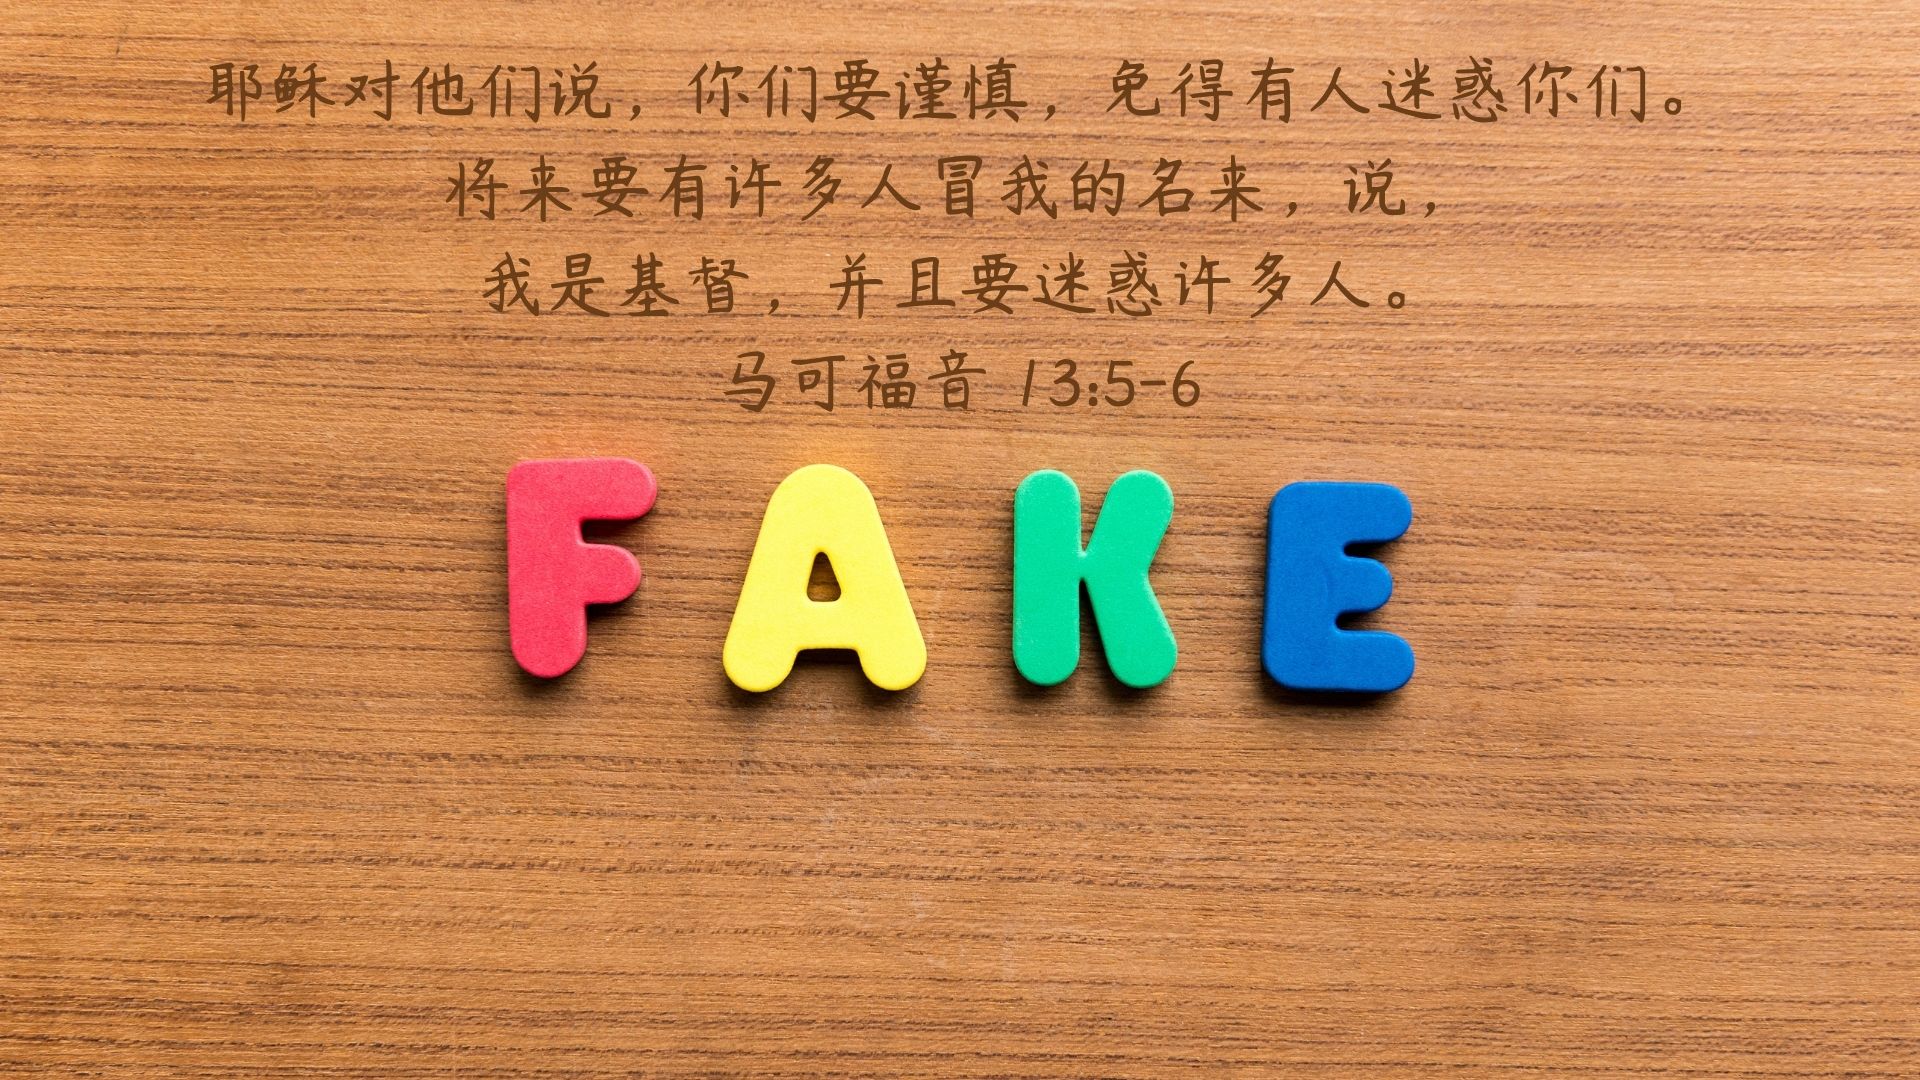 耶稣对他们说，你们要谨慎，免得有人迷惑你们。
将来要有许多人冒我的名来，说，
我是基督，并且要迷惑许多人。
马可福音 13:5-6
FAKE